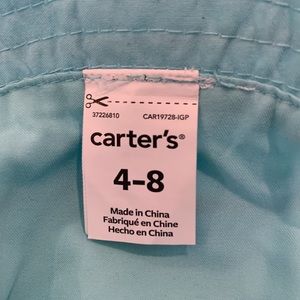 37226810 CAR19728-IGP
carter's®
4-8
Made in China
Fabriqué en Chine
Hecho en China